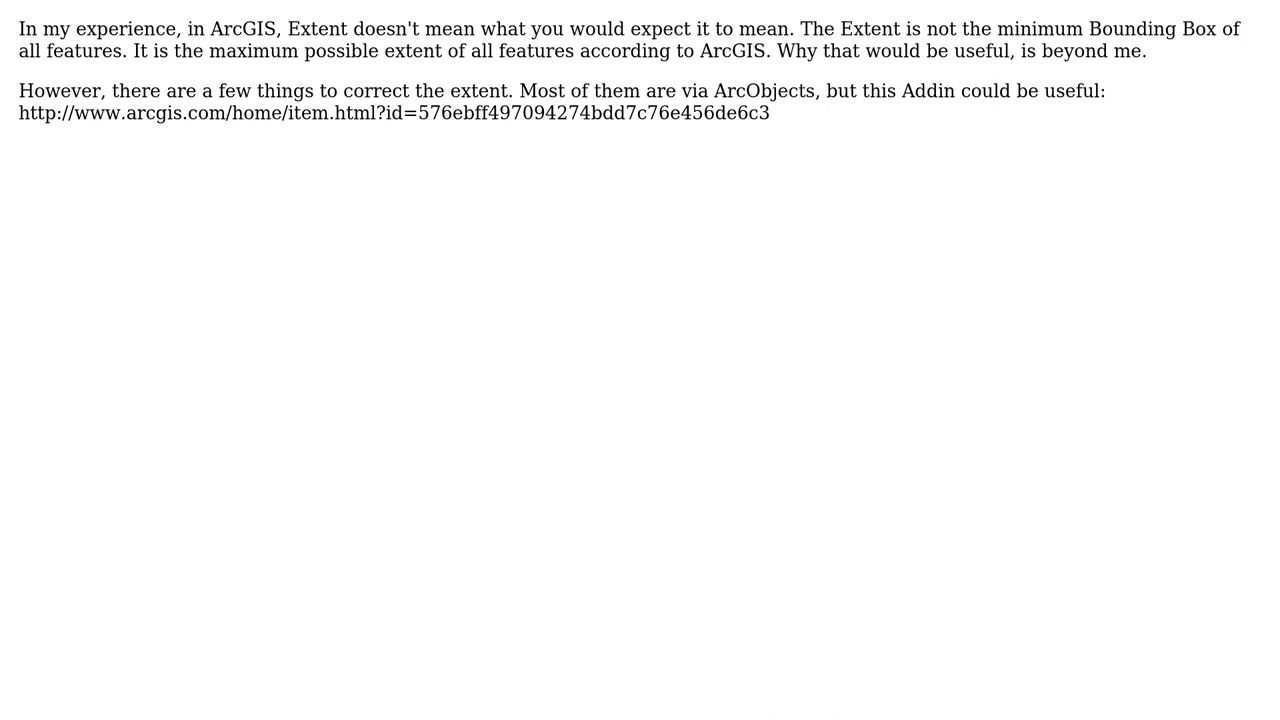 In my experience, in ArcGIS, Extent doesn't mean what you would expect it to mean. The Extent is not the minimum Bounding Box of
all features. It is the maximum possible extent of all features according to ArcGIS. Why that would be useful, is beyond me.
However, there are a few things to correct the extent. Most of them are via ArcObjects, but this Addin could be useful:
http://www.arcgis.com/home/item.html?id=576ebff497094274bdd7c76e456de6c3